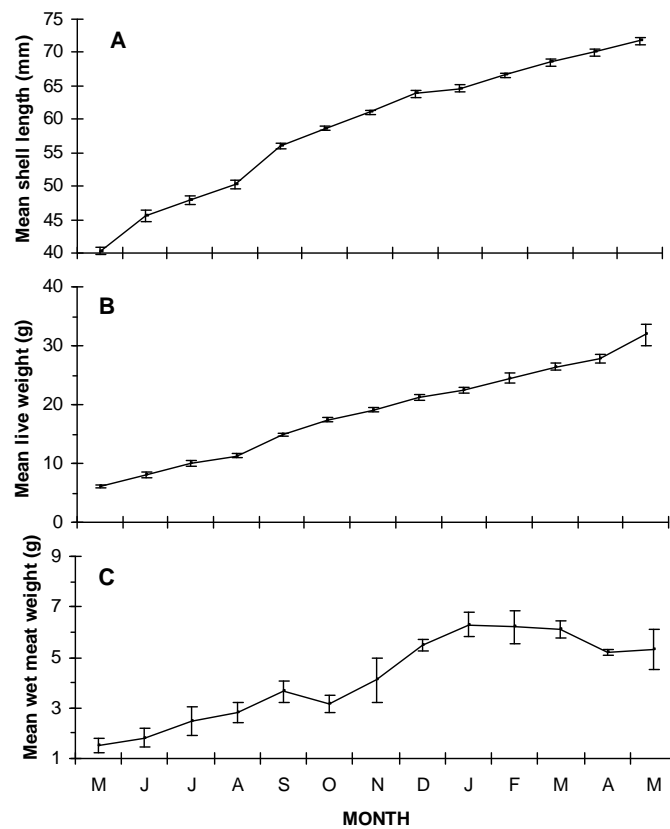 A
Mean shell length (mm)
75
70
65
60
55
50
45
40
B
Mean live weight (g)
40
30
20
10
0
C
Mean wet meat weight (g)
9
7
5
3
1
M J J A S O N D J F M A M
MONTH